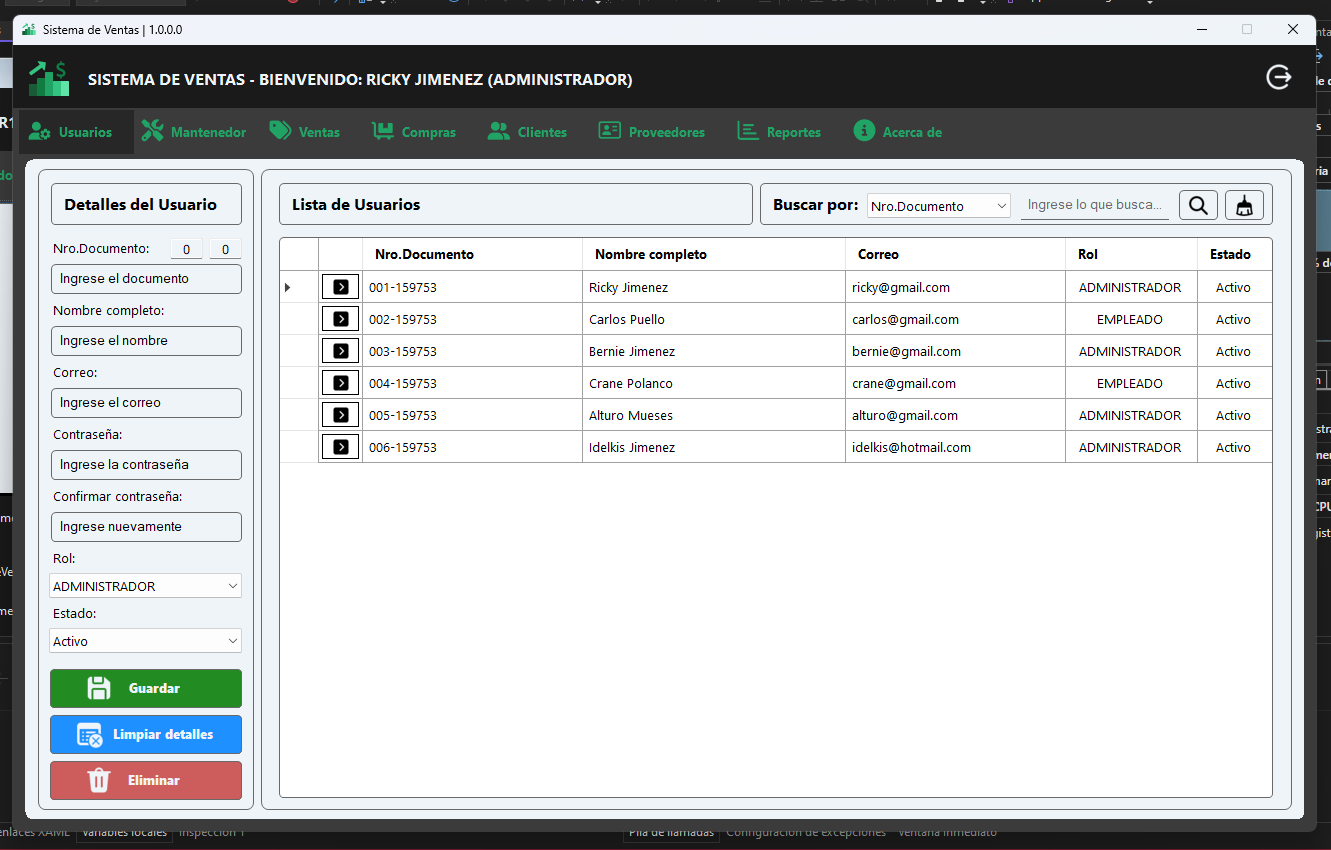 Sistema de Ventas | 1.0.0.0
SISTEMA DE VENTAS - BIENVENIDO: RICKY JIMENEZ (ADMINISTRADOR)
Usuarios Mantenedor Ventas Compras Clientes Proveedores Reportes Acerca de
Detalles del Usuario
Nro.Documento: 0 0
Ingrese el documento
Nombre completo:
Ingrese el nombre
Correo:
Ingrese el correo
Contraseña:
Ingrese la contraseña
Confirmar contraseña:
Ingrese nuevamente
Rol:
ADMINISTRADOR
Estado:
Activo
Guardar
Limpiar detalles
Eliminar
Lista de Usuarios
Buscar por: Nro.Documento Ingrese lo que busca...
Nro.Documento Nombre completo Correo Rol Estado
001-159753 Ricky Jimenez ricky@gmail.com ADMINISTRADOR Activo
002-159753 Carlos Puello carlos@gmail.com EMPLEADO Activo
003-159753 Bernie Jimenez bernie@gmail.com ADMINISTRADOR Activo
004-159753 Crane Polanco crane@gmail.com EMPLEADO Activo
005-159753 Alturo Mueses alturo@gmail.com ADMINISTRADOR Activo
006-159753 Idelkis Jimenez idelkis@hotmail.com ADMINISTRADOR Activo
enlaces XAML Variables locales Inspección 1 Pila de llamadas Configuración de excepciones Ventana Inmediato